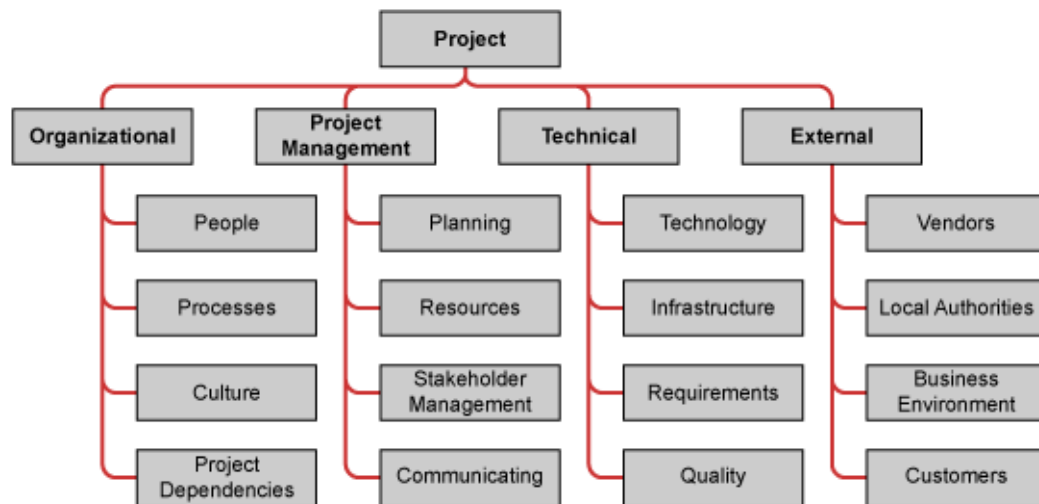 Project
Organizational
Project
Management
Technical
External
People
Planning
Technology
Vendors
Processes
Resources
Infrastructure
Local Authorities
Culture
Stakeholder
Management
Requirements
Business
Environment
Project
Dependencies
Communicating
Quality
Customers